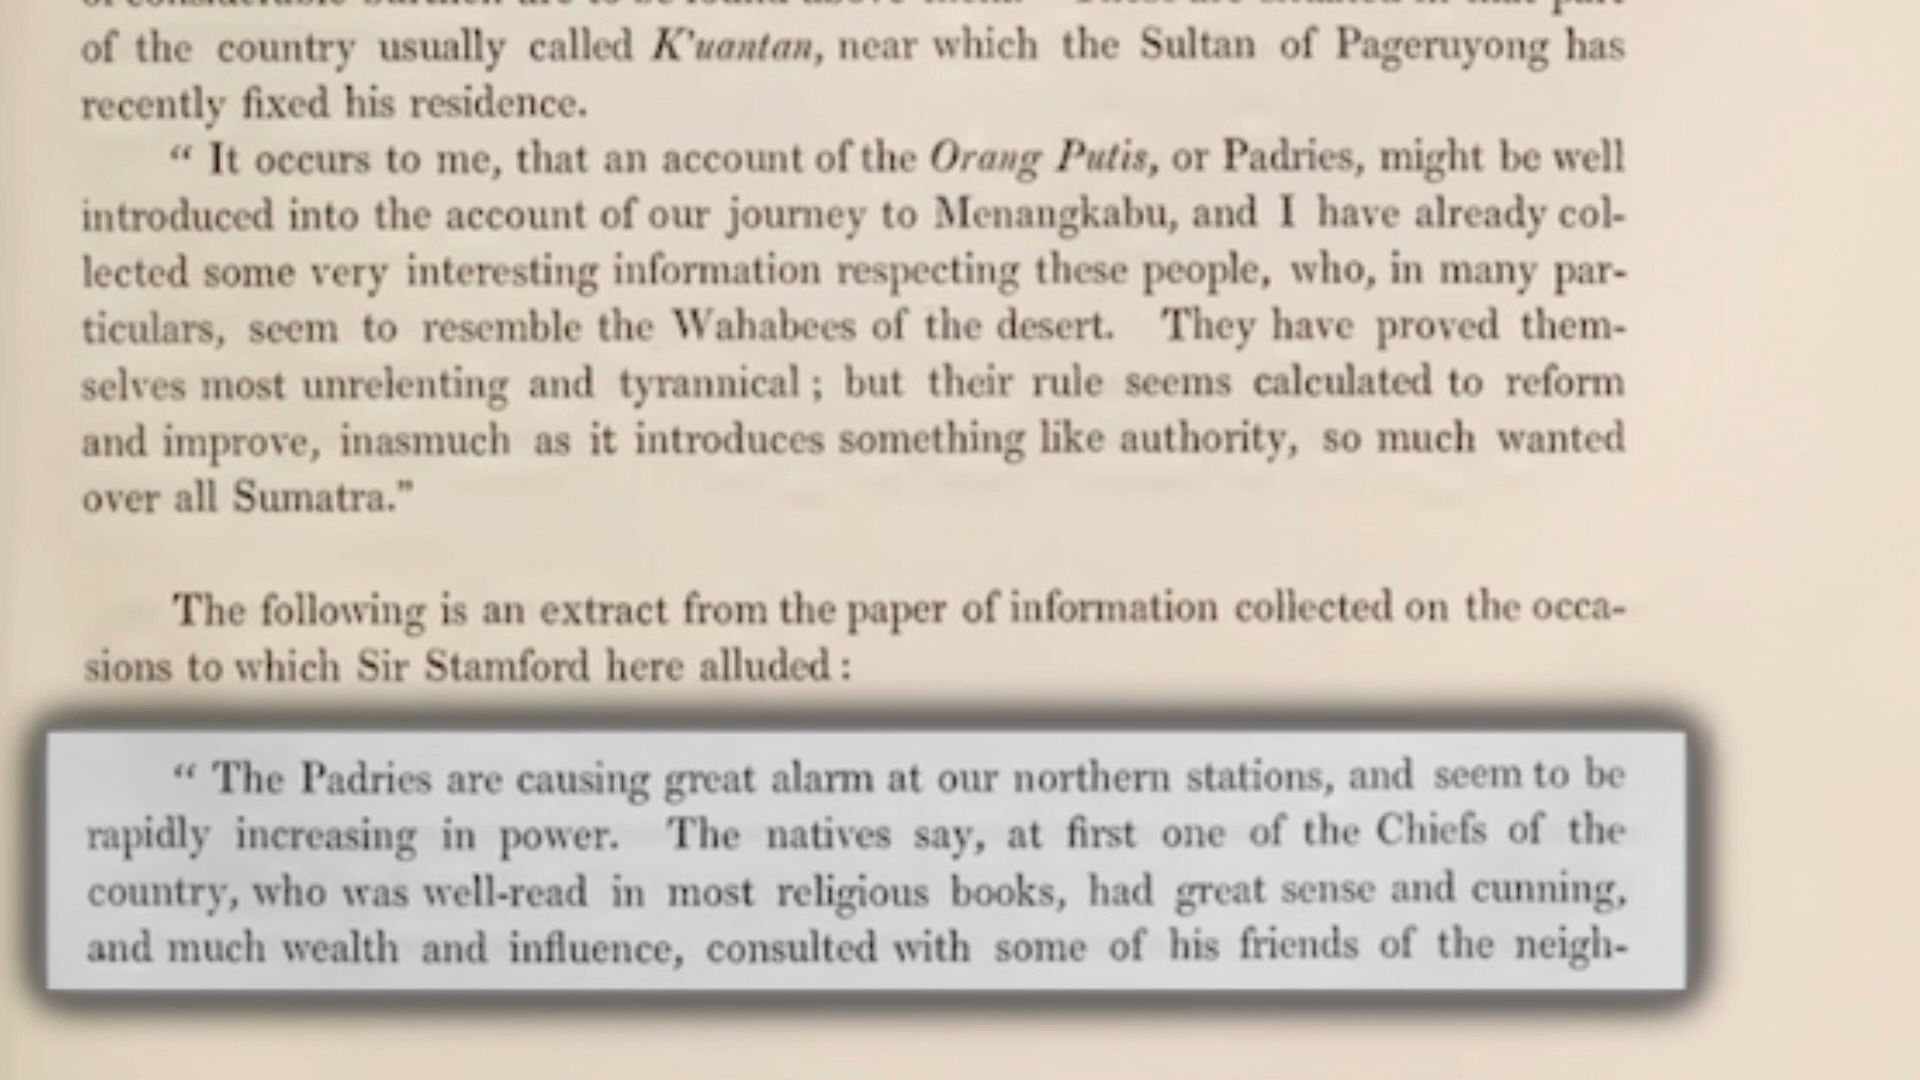 of the country usually called K'uantan, near which the Sultan of Pageruyong has
recently fixed his residence.
“ It occurs to me, that an account of the Orang Putis, or Padries, might be well
introduced into the account of our journey to Menangkabu, and I have already col-
lected some very interesting information respecting these people, who, in many par-
ticulars, seem to resemble the Wahabees of the desert. They have proved them-
selves most unrelenting and tyrannical ; but their rule seems calculated to reform
and improve, inasmuch as it introduces something like authority, so much wanted
over all Sumatra.”
The following is an extract from the paper of information collected on the occa-
sions to which Sir Stamford here alluded :
“ The Padries are causing great alarm at our northern stations, and seem to be
rapidly increasing in power. The natives say, at first one of the Chiefs of the
country, who was well-read in most religious books, had great sense and cunning,
and much wealth and influence, consulted with some of his friends of the neigh-